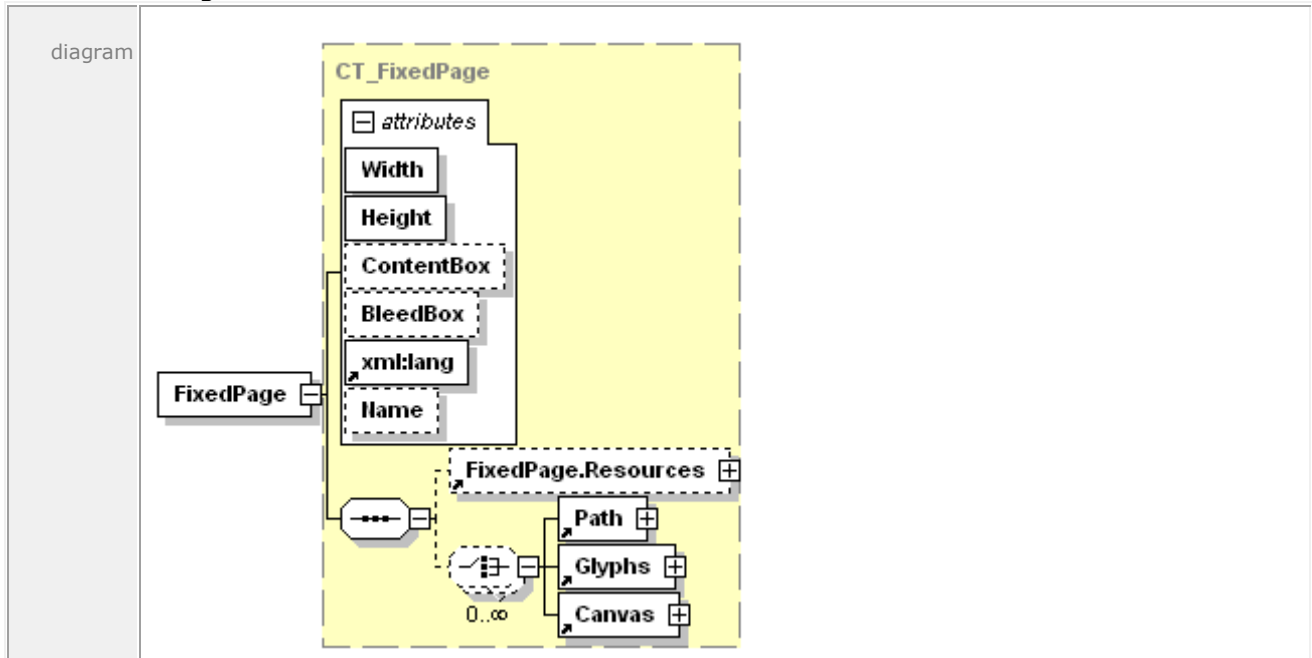 diagram
CT_FixedPage
attributes
Width
Height
ContentBox
BleedBox
xml:lang
FixedPage
Name
FixedPage.Resources
Path
Glyphs
0..∞
Canvas